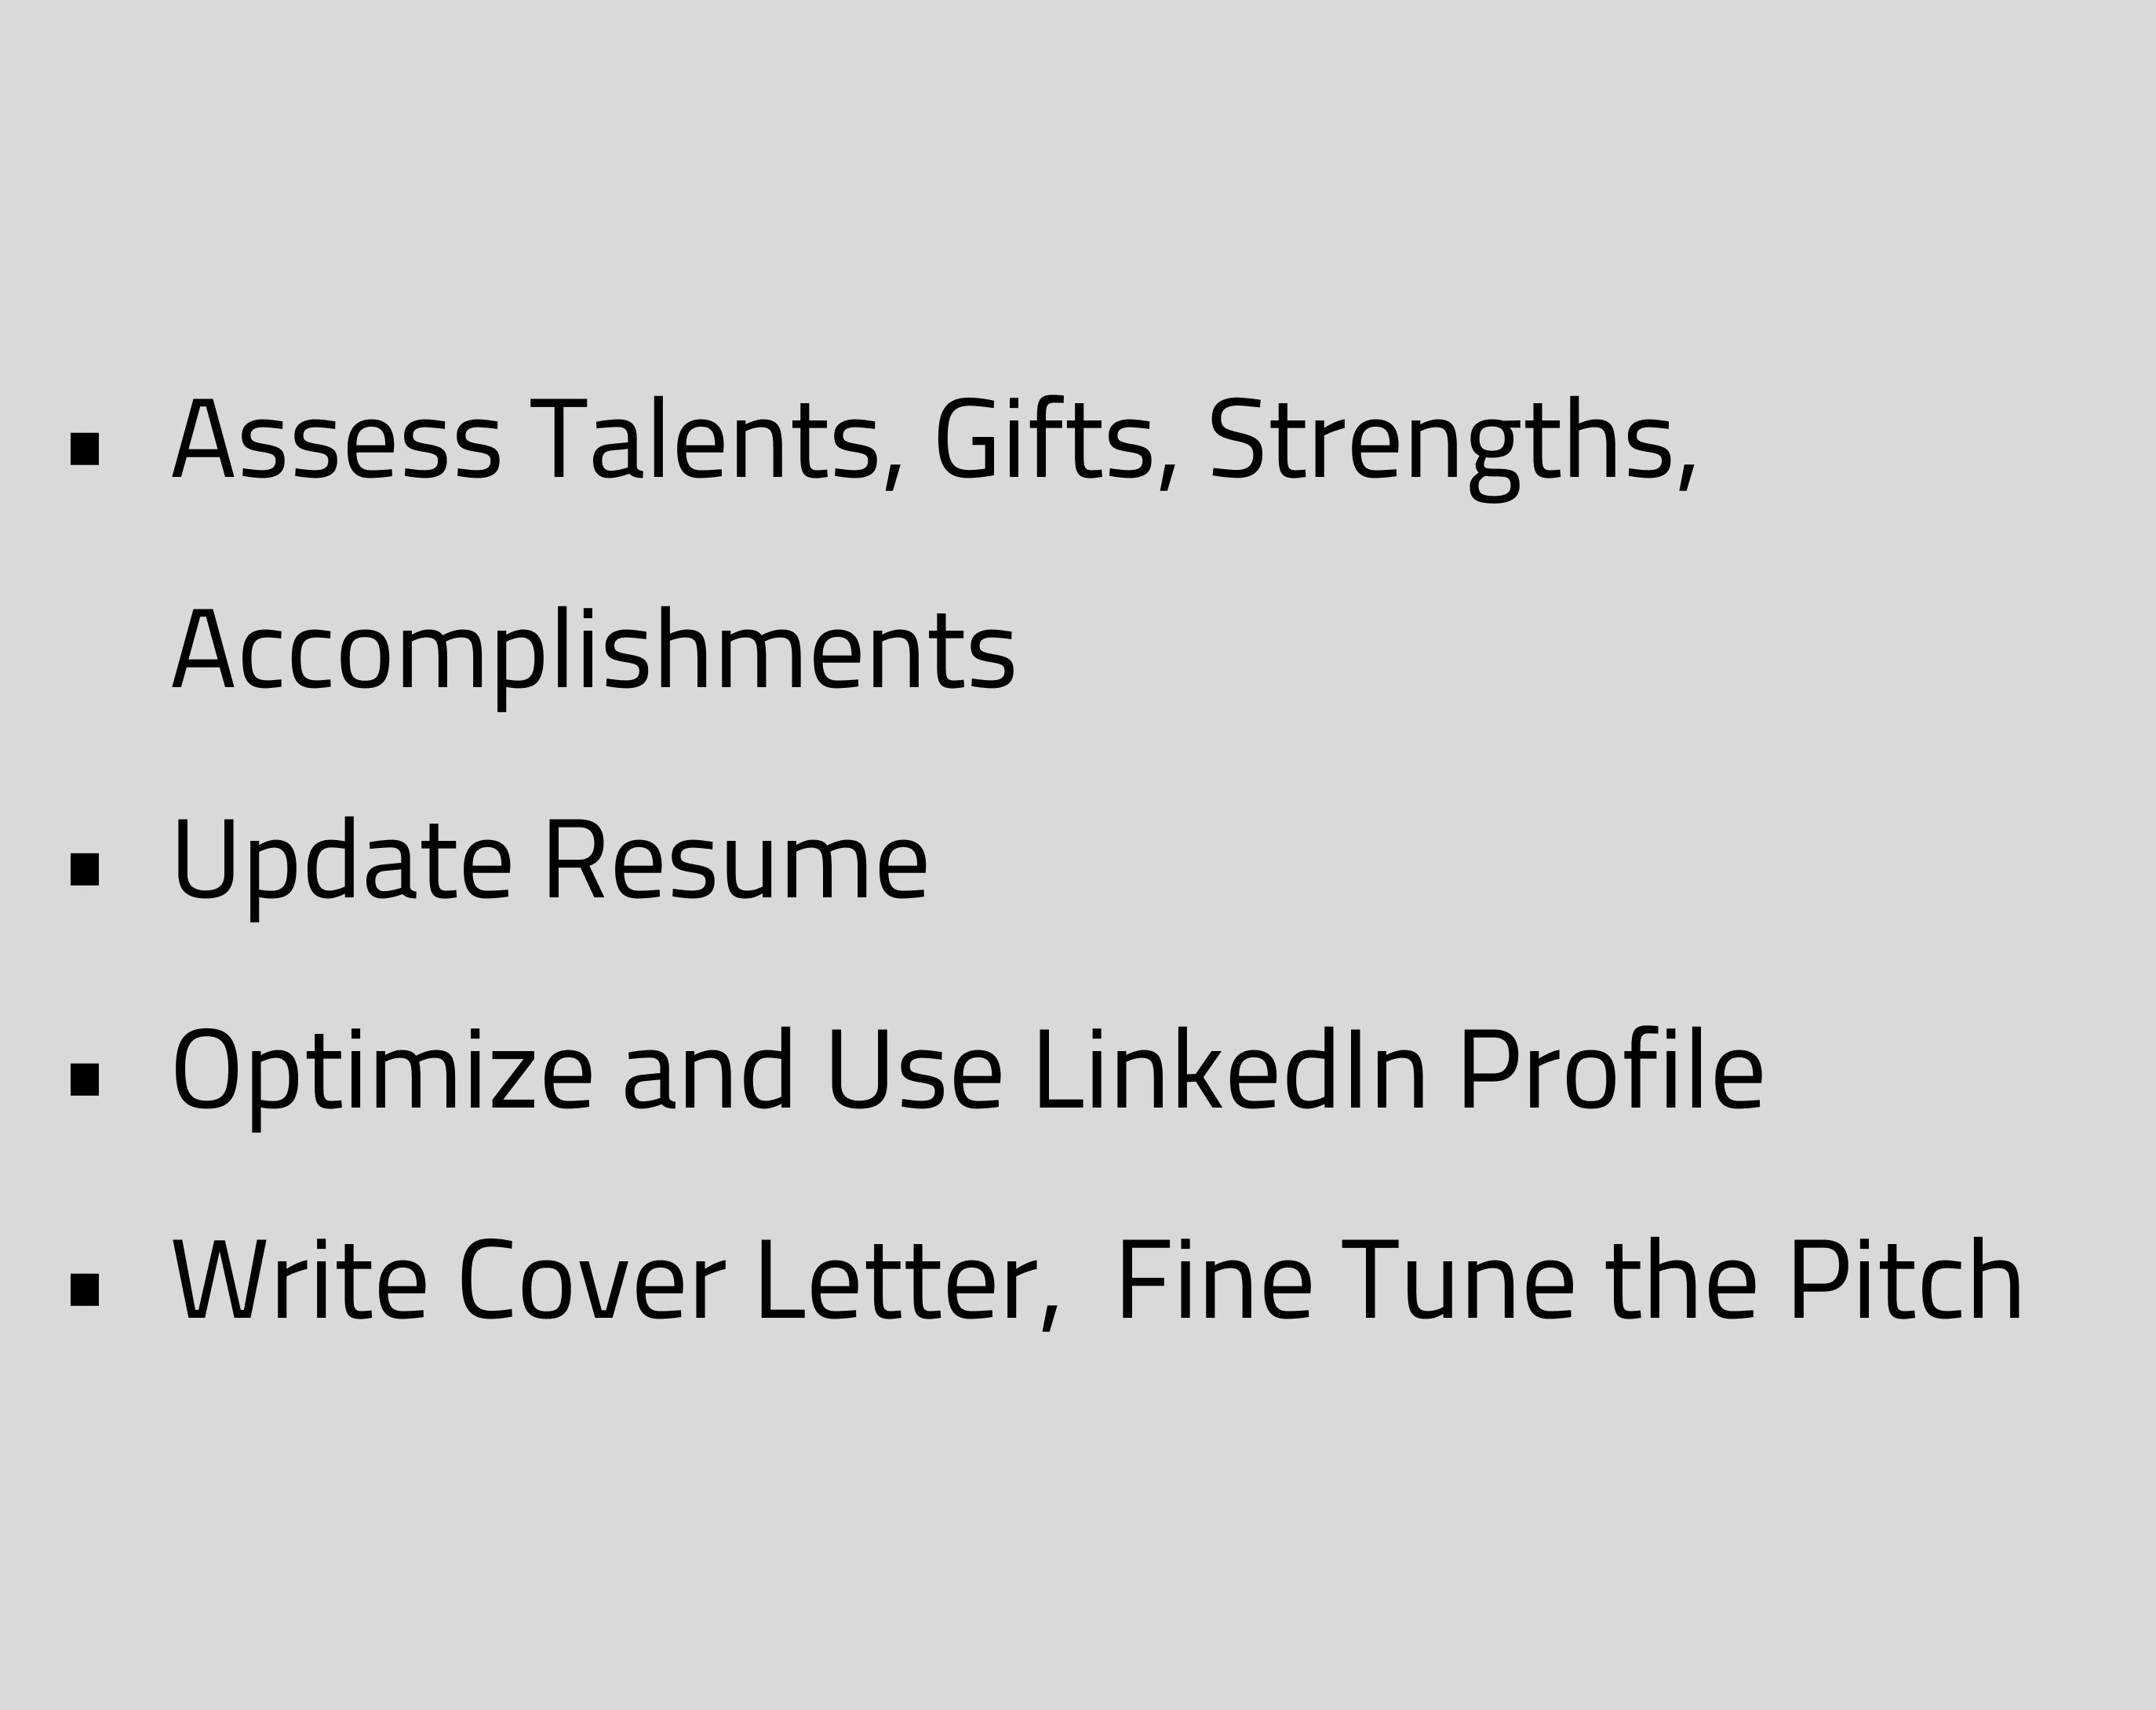 ▪ Assess Talents, Gifts, Strengths,
Accomplishments
▪ Update Resume
▪ Optimize and Use LinkedIn Profile
▪ Write Cover Letter,  Fine Tune the Pitch